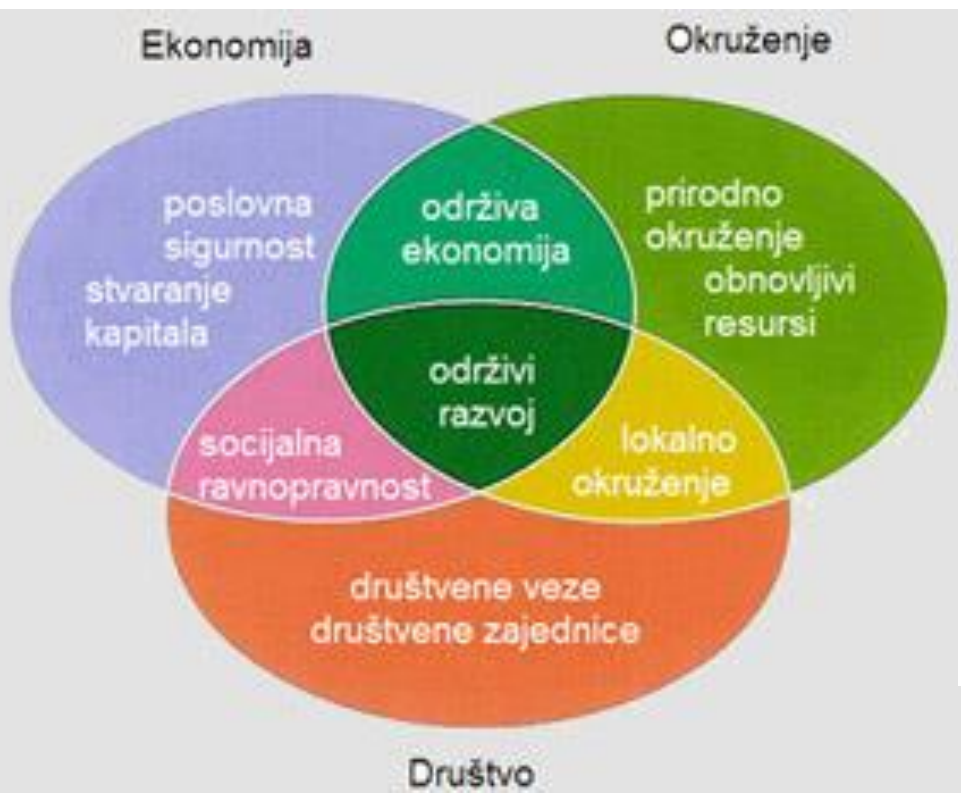 Ekonomija
Okruženje
poslovna
sigurnost
stvaranje
kapitala
održiva
ekonomija
prirodno
okruženje
obnovljivi
resursi
održivi
razvoj
socijalna
ravnopravnost
lokalno
okruženje
društvene veze
društvene zajednice
Društvo